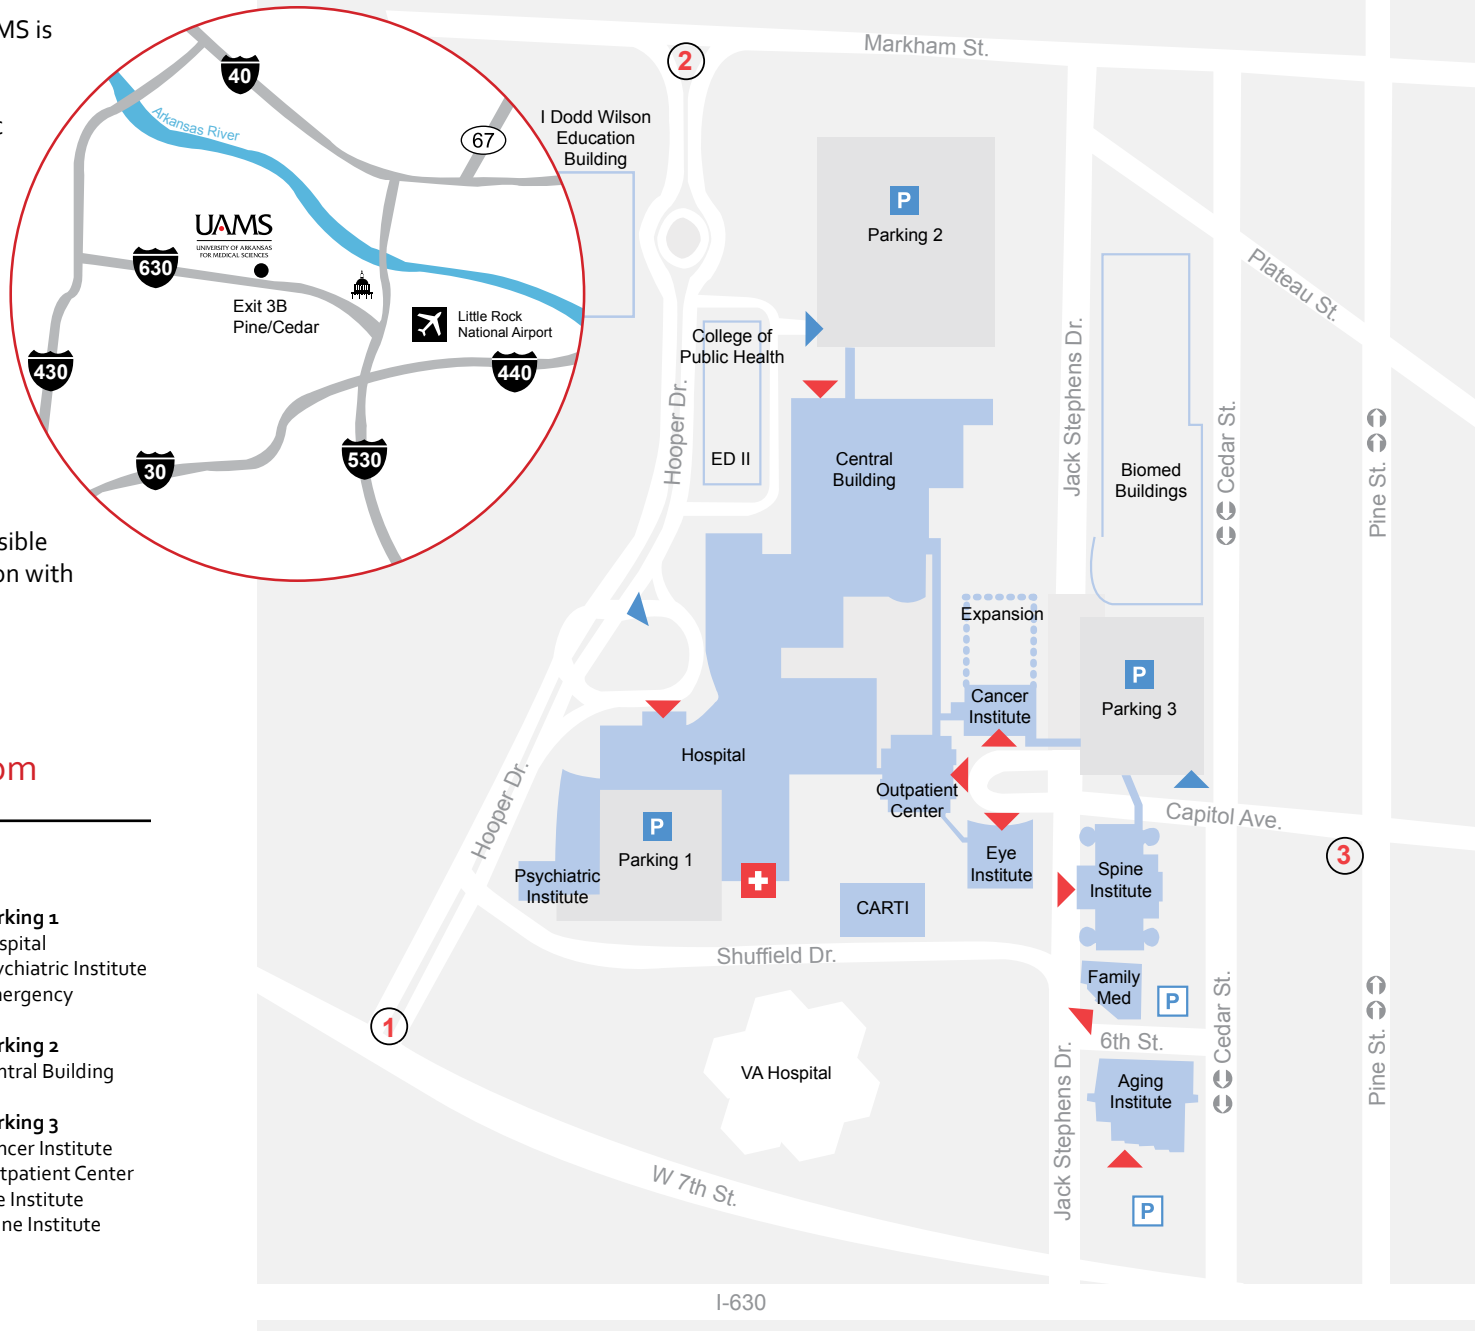 MS is
sible
on with
om
rking 1
spital
ychiatric Institute
mergency
rking 2
ntral Building
rking 3
ncer Institute
tpatient Center
e Institute
ine Institute
40
Arkansas River
67
UAMS
UNIVERSITY OF ARKANSAS
FOR MEDICAL SCIENCES
630
Exit 3B
Pine/Cedar
Little Rock
National Airport
430
440
30
530
2
Markham St.
I Dodd Wilson
Education
Building
P
Parking 2
Plateau St.
College of
Public Health
Hooper Dr.
ED II
Central
Building
Jack Stephens Dr.
Biomed
Buildings
Cedar St.
Pine St.
Expansion
Cancer
Institute
P
Parking 3
Hospital
Outpatient
Center
Capitol Ave.
Hooper Dr.
P
Parking 1
Psychiatric
Institute
Eye
Institute
Spine
Institute
3
CARTI
Shuffield Dr.
Family
Med
P
1
6th St.
VA Hospital
Aging
Institute
Jack Stephens Dr.
Cedar St.
Pine St.
W 7th St.
P
I-630